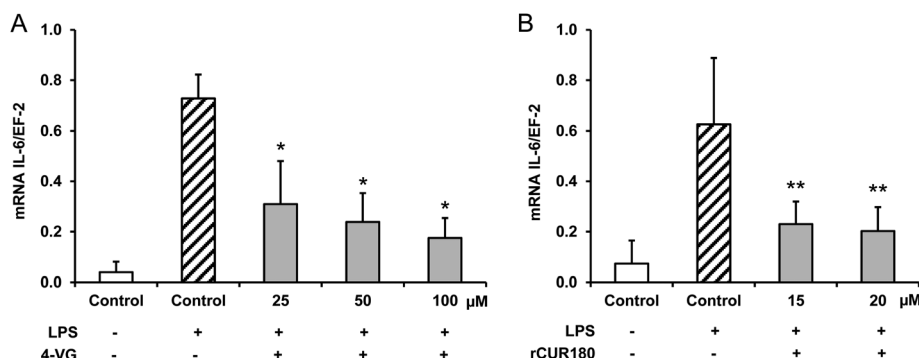 A
mRNA IL-6/EF-2
1.0
0.8
0.6
0.4
0.2
0.0
* * *
Control Control 25 50 100 μM
LPS - + + + +
4-VG - - + + +
B
mRNA IL-6/EF-2
1.0
0.8
0.6
0.4
0.2
0.0
** **
Control Control 15 20 μM
LPS - + + +
rCUR180 - - + +